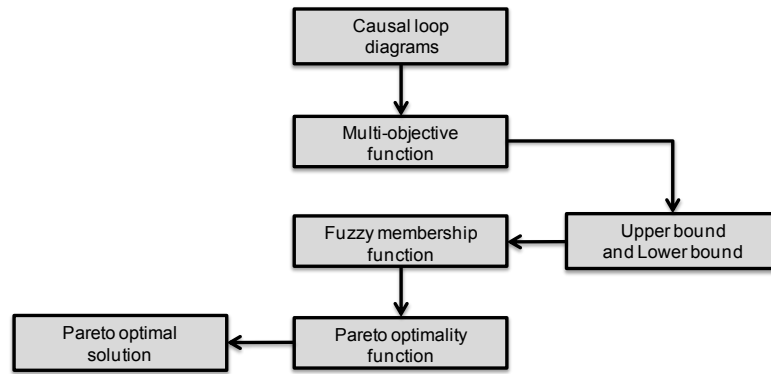 Causal loop
diagrams
Multi-objective
function
Upper bound
and Lower bound
Fuzzy membership
function
Pareto optimality
function
Pareto optimal
solution